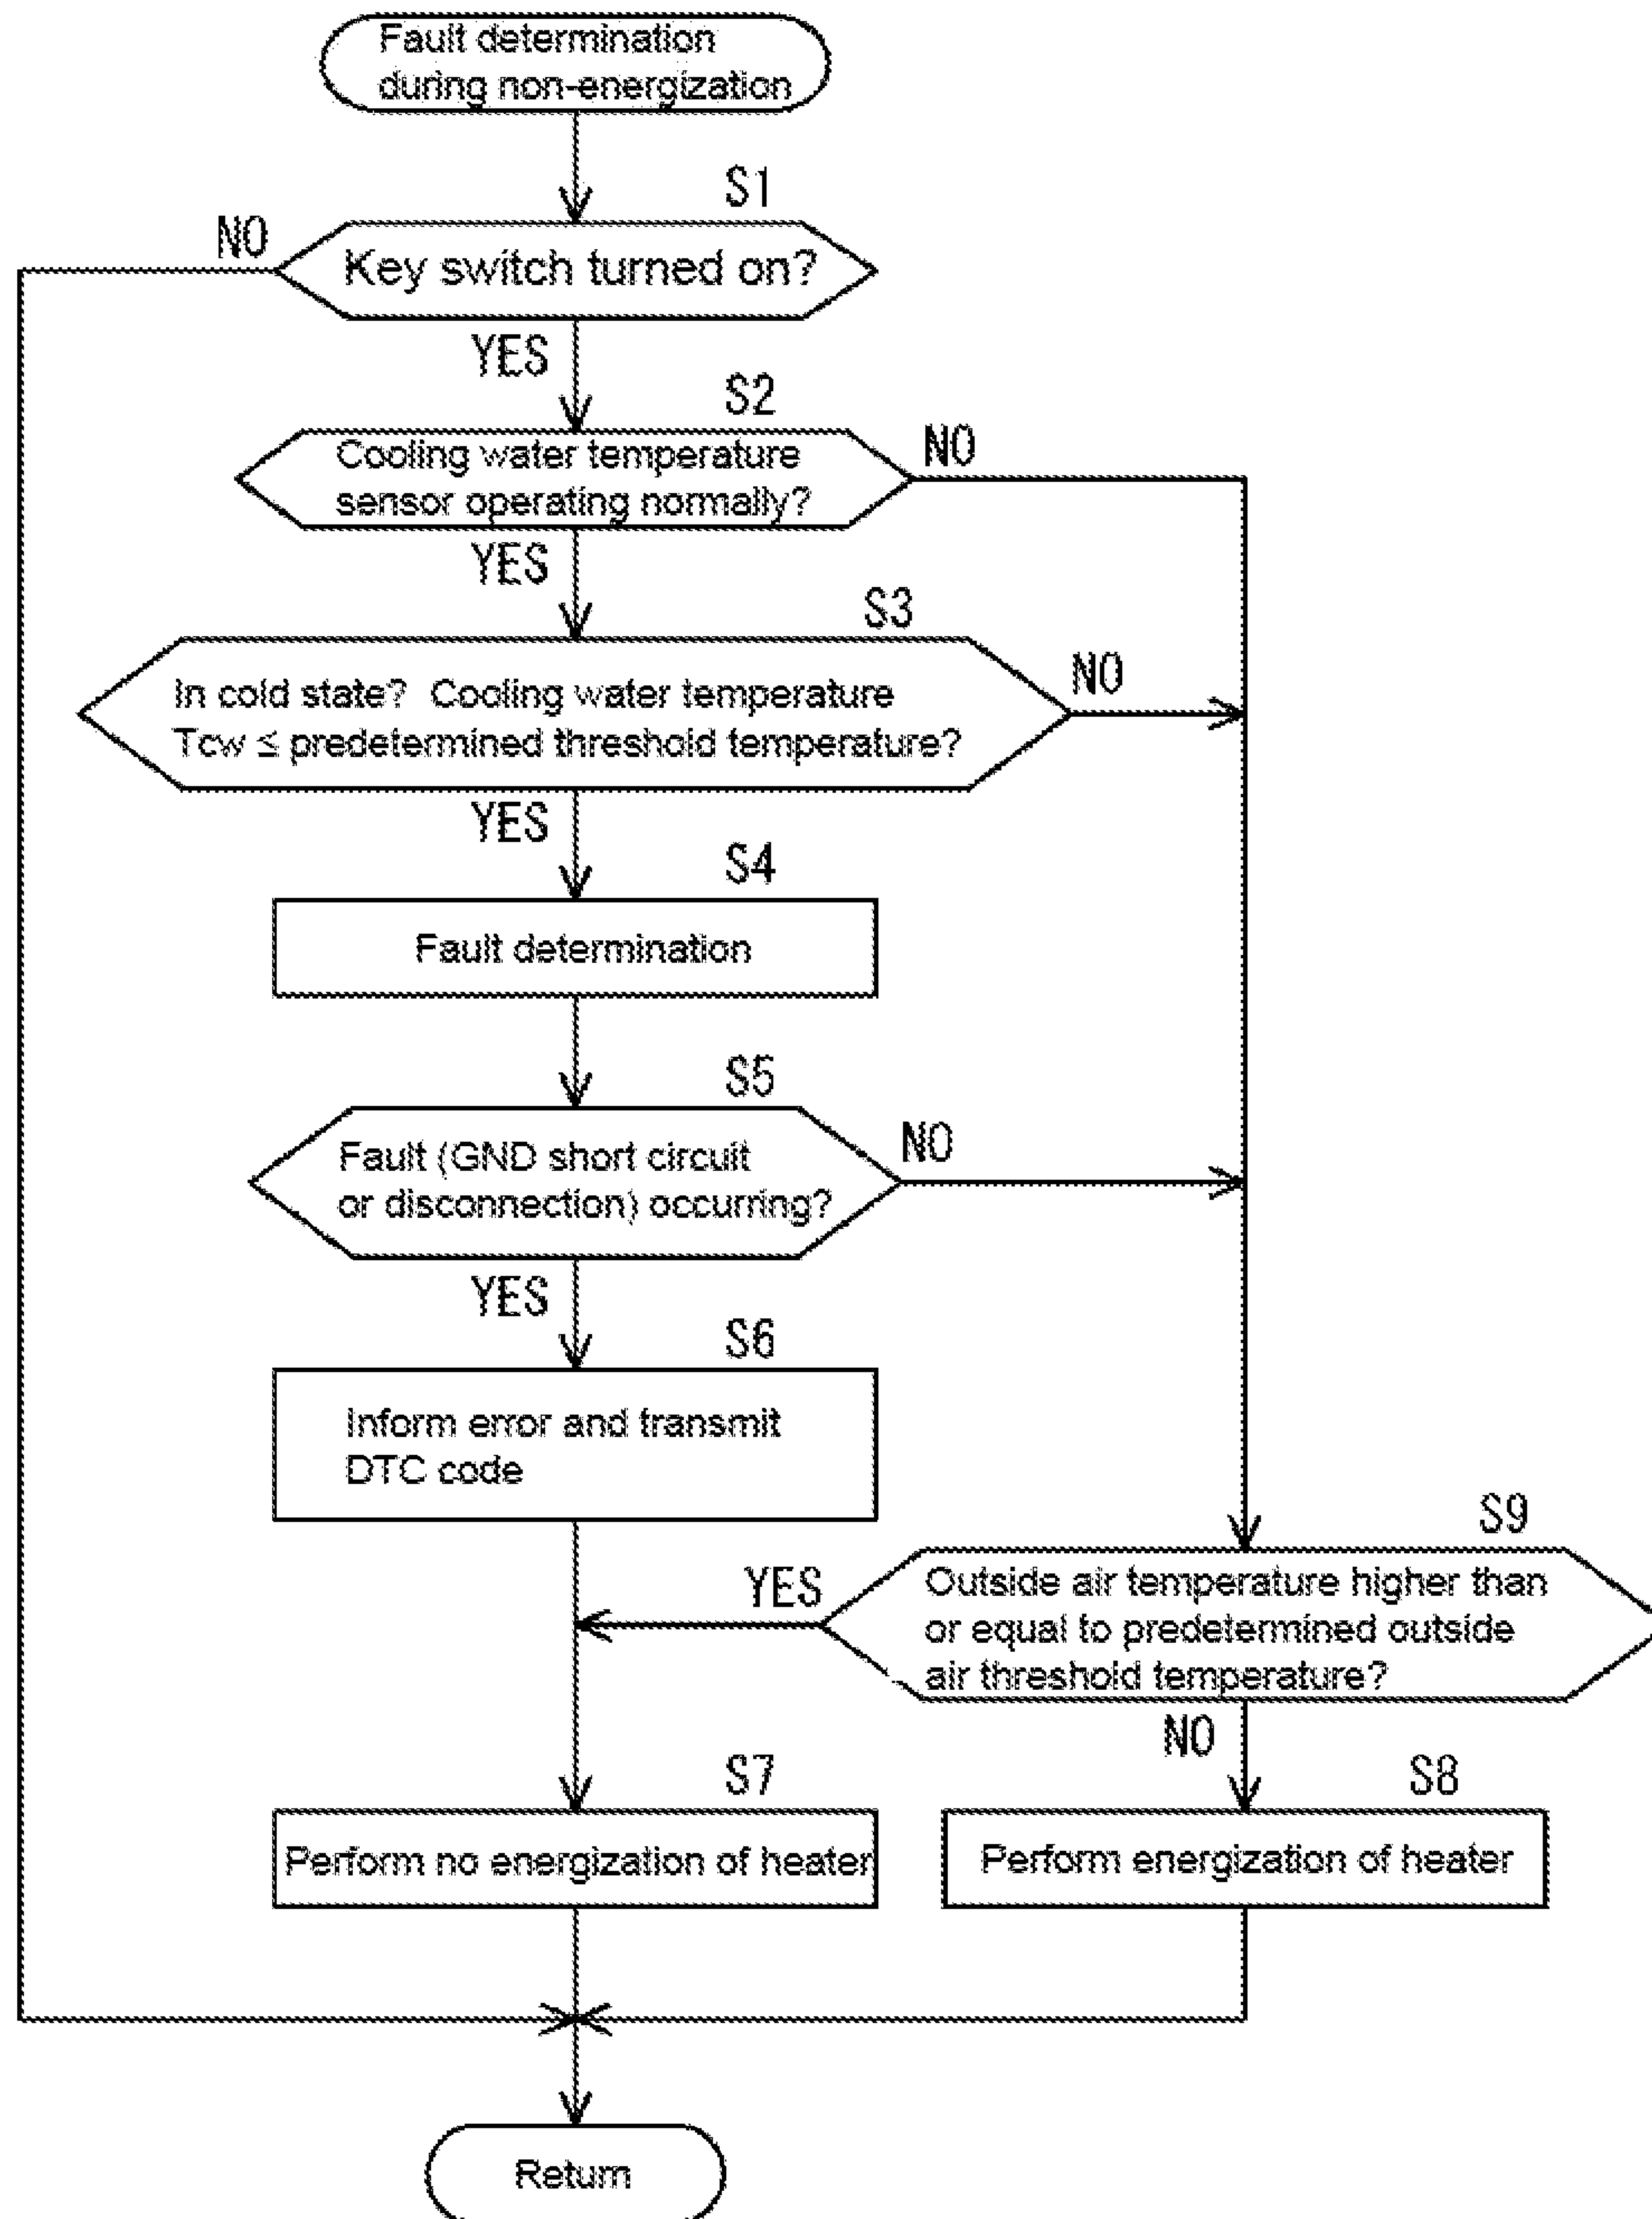 Fault determination
during non-energization
S1
NO
Key switch turned on?
YES
S2
Cooling water temperature
sensor operating normally?
NO
YES
S3
In cold state? Cooling water temperature
Tcw ≤ predetermined threshold temperature?
NO
YES
S4
Fault determination
S5
Fault (GND short circuit
or disconnection) occurring?
NO
YES
S6
Inform error and transmit
DTC code
S9
YES
Outside air temperature higher than
or equal to predetermined outside
air threshold temperature?
NO
S7
S8
Perform no energization of heater
Perform energization of heater
Return